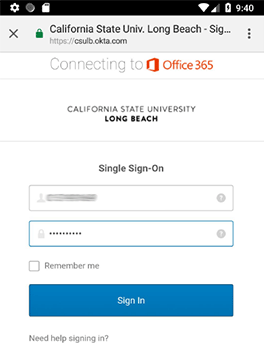 9:40
California State Univ. Long Beach - Sig...
https://csulb.okta.com
Connecting to Office 365
CALIFORNIA STATE UNIVERSITY
LONG BEACH
Single Sign-On
Remember me
Sign In
Need help signing in?